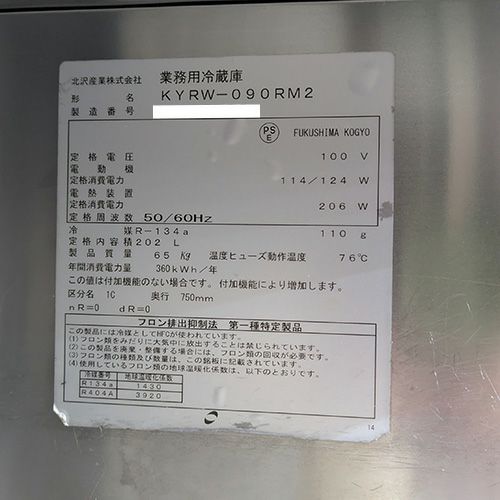 北沢産業株式会社 業務用冷蔵庫
形名 KYRW-090RM2
製造番号
PSE FUKUSHIMA KOGYO
定格電圧 100 V
電動機
定格消費電力 114/124 W
電熱装置
定格消費電力 206 W
定格周波数 50/60Hz
冷媒 R-134a 110 g
定格内容積 202 L
製品質量 65 Kg 温度ヒューズ動作温度 76℃
年間消費電力量 360kWh/年
この値は付加機能のない場合です。付加機能により増加します。
区分名 1C 奥行 750mm
nR=0 dR=0
フロン排出抑制法 第一種特定製品
この製品には冷媒としてHFCが使われています。
(1)フロン類をみだりに大気中に放出することは禁じられています。
(2)この製品を廃棄・整備する場合には、フロン類の回収が必要です。
(3)フロン類の種類及び数量は、この銘板に記載されています。
(4)使用しているフロン類の地球温暖化係数は、以下のとおりです。
冷媒番号 地球温暖化係数
R134a 1430
R404A 3920
14